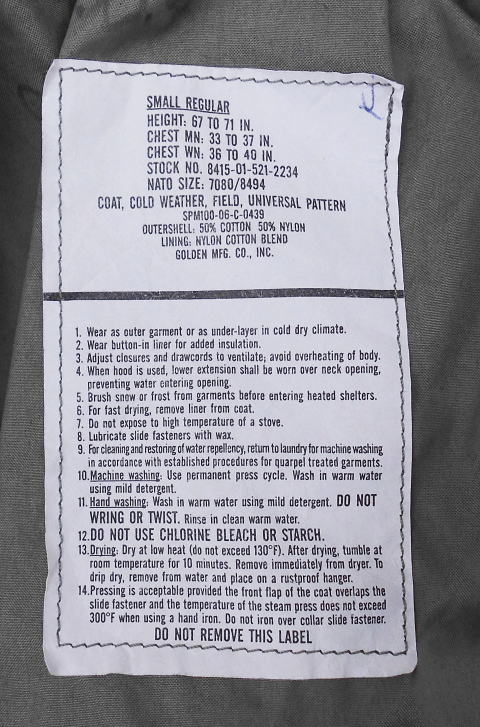 SMALL REGULAR
HEIGHT: 67 TO 71 IN.
CHEST MN: 33 TO 37 IN.
CHEST WN: 36 TO 40 IN.
STOCK NO. 8415-01-521-2234
NATO SIZE: 7080/8494
COAT, COLD WEATHER, FIELD, UNIVERSAL PATTERN
SPM100-06-C-0439
OUTERSHELL: 50% COTTON 50% NYLON
LINING: NYLON COTTON BLEND
GOLDEN MFG. CO., INC.
1. Wear as outer garment or as under-layer in cold dry climate.
2. Wear button-in liner for added insulation.
3. Adjust closures and drawcords to ventilate; avoid overheating of body.
4. When hood is used, lower extension shall be worn over neck opening,
preventing water entering opening.
5. Brush snow or frost from garments before entering heated shelters.
6. For fast drying, remove liner from coat.
7. Do not expose to high temperature of a stove.
8. Lubricate slide fasteners with wax.
9. For cleaning and restoring of water repellency, return to laundry for machine washing
in accordance with established procedures for quarpel treated garments.
10. Machine washing: Use permanent press cycle. Wash in warm water
using mild detergent.
11. Hand washing: Wash in warm water using mild detergent. DO NOT
WRING OR TWIST. Rinse in clean warm water.
12. DO NOT USE CHLORINE BLEACH OR STARCH.
13. Drying: Dry at low heat (do not exceed 130°F). After drying, tumble at
room temperature for 10 minutes. Remove immediately from dryer. To
drip dry, remove from water and place on a rustproof hanger.
14. Pressing is acceptable provided the front flap of the coat overlaps the
slide fastener and the temperature of the steam press does not exceed
300°F when using a hand iron. Do not iron over collar slide fastener.
DO NOT REMOVE THIS LABEL